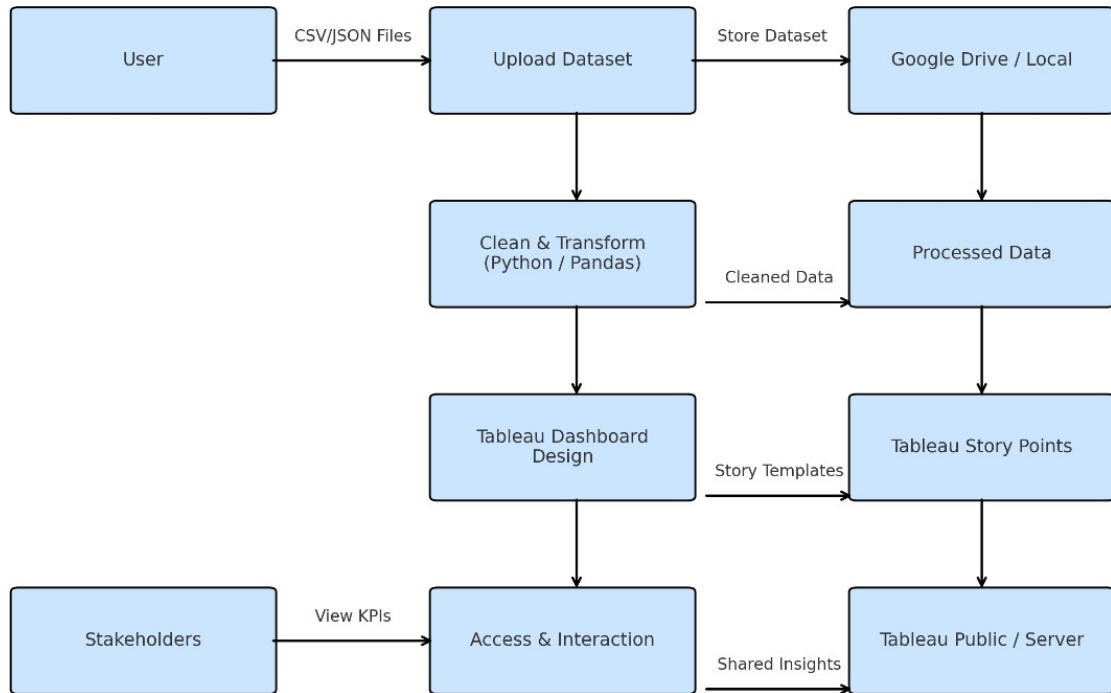 User
CSV/JSON Files
Upload Dataset
Store Dataset
Google Drive / Local
Clean & Transform
(Python / Pandas)
Cleaned Data
Processed Data
Tableau Dashboard
Design
Story Templates
Tableau Story Points
Stakeholders
View KPIs
Access & Interaction
Shared Insights
Tableau Public / Server